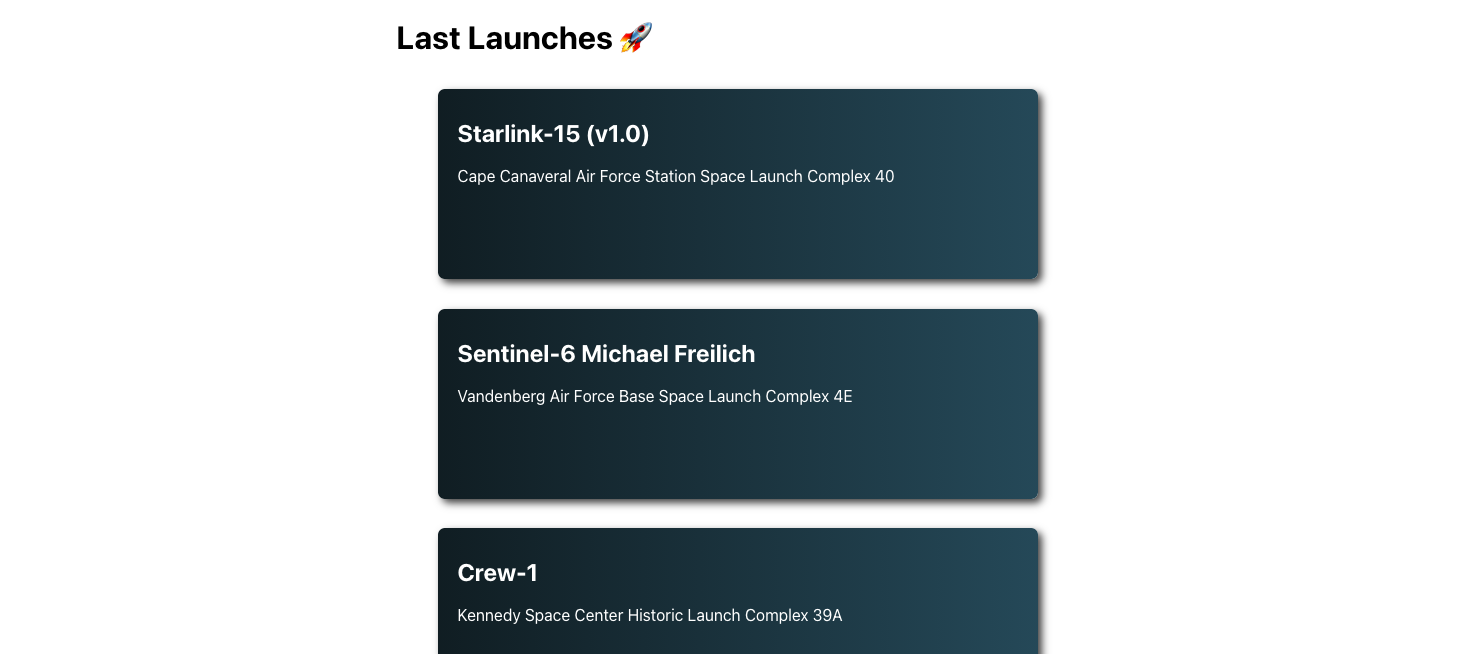 Last Launches 🚀
Starlink-15 (v1.0)
Cape Canaveral Air Force Station Space Launch Complex 40
Sentinel-6 Michael Freilich
Vandenberg Air Force Base Space Launch Complex 4E
Crew-1
Kennedy Space Center Historic Launch Complex 39A